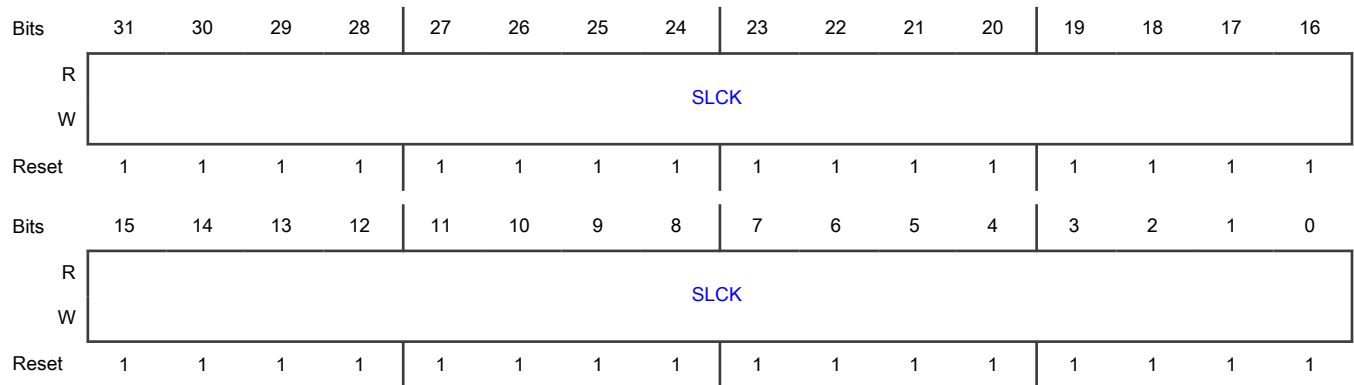 Bits 31 30 29 28 27 26 25 24 23 22 21 20 19 18 17 16
R
SLCK
W
Reset 1 1 1 1 1 1 1 1 1 1 1 1 1 1 1 1
Bits 15 14 13 12 11 10 9 8 7 6 5 4 3 2 1 0
R
SLCK
W
Reset 1 1 1 1 1 1 1 1 1 1 1 1 1 1 1 1